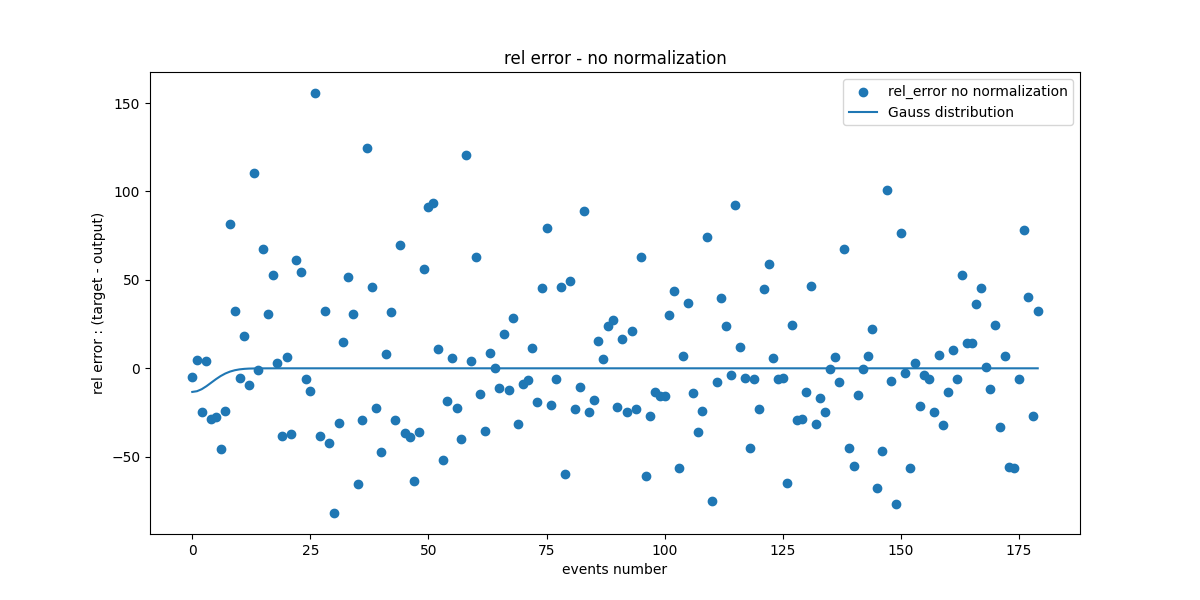 rel error - no normalization
rel_error no normalization
Gauss distribution
150
100
50
0
−50
rel error : (target - output)
0 25 50 75 100 125 150 175
events number